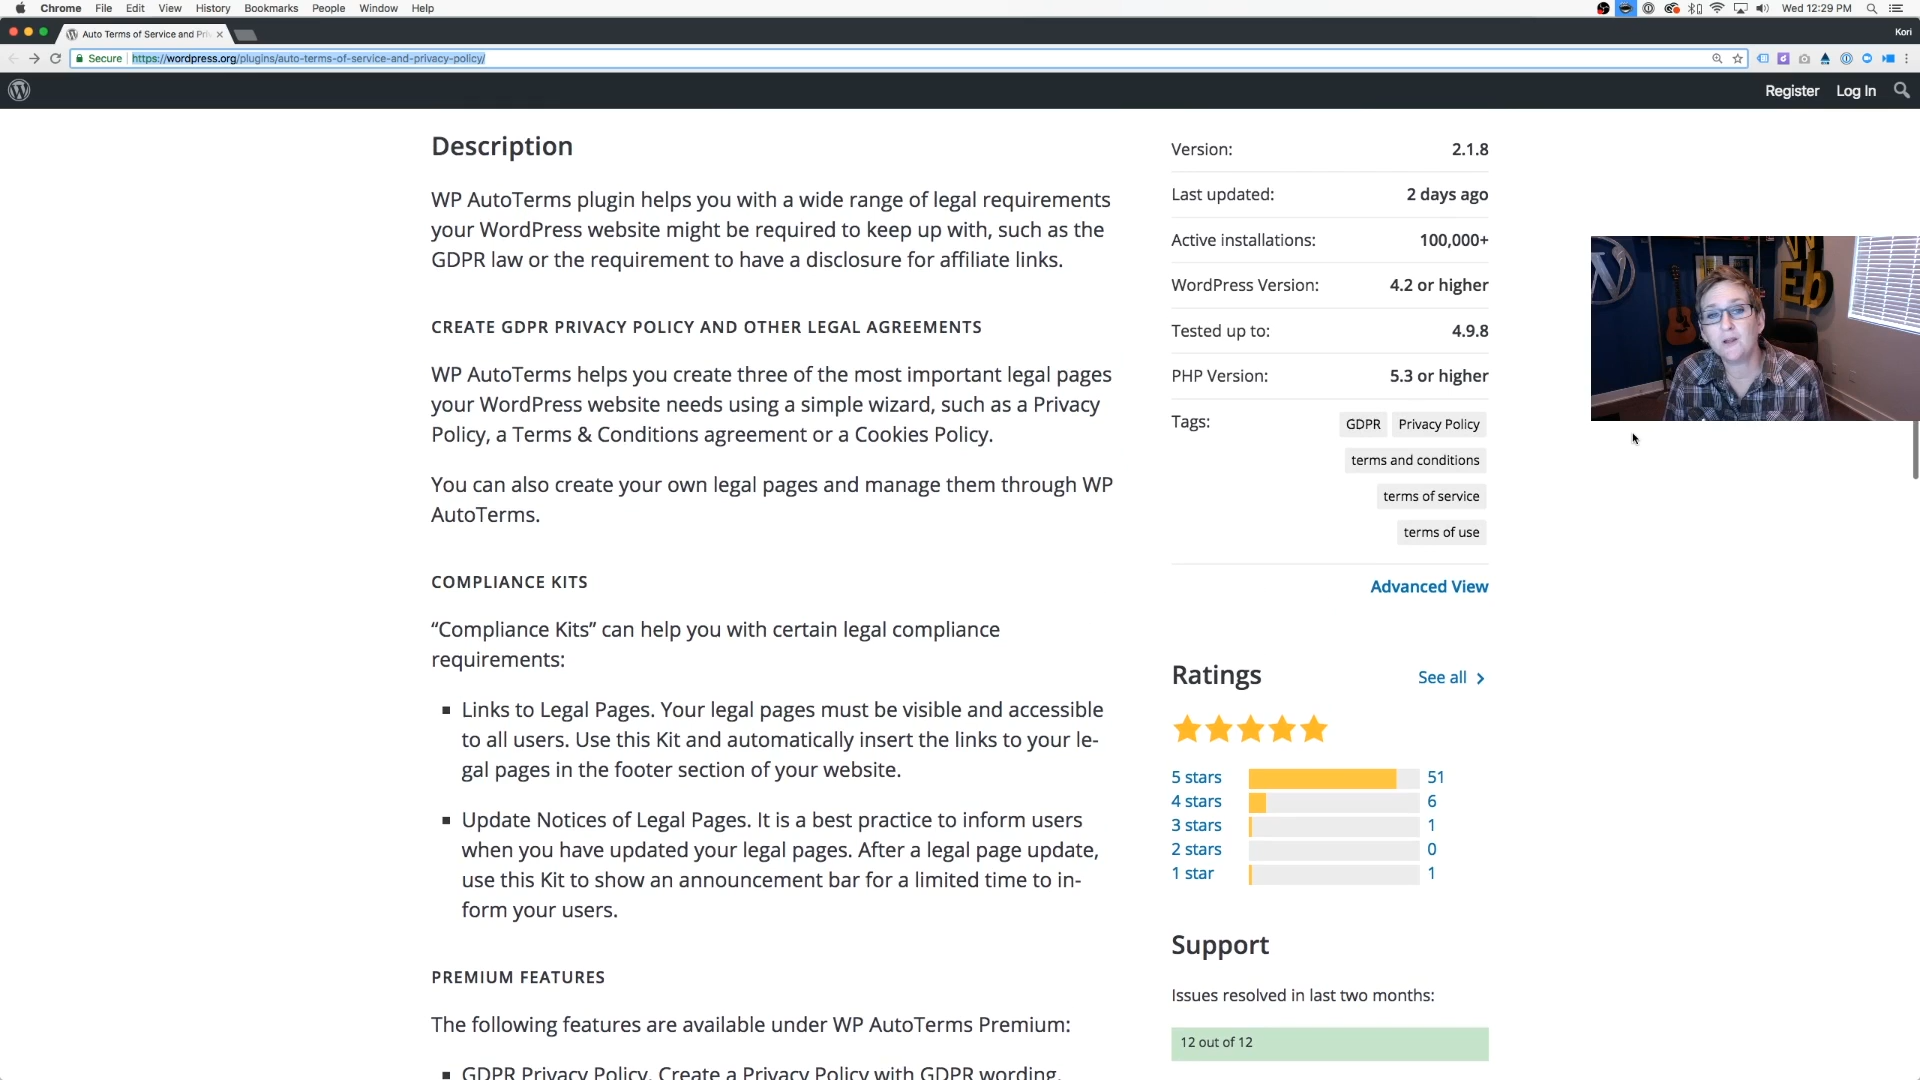 Chrome File Edit View History Bookmarks People Window Help
Wed 12:29 PM
Auto Terms of Service and Pri
Kori
Secure https://wordpress.org/plugins/auto-terms-of-service-and-privacy-policy/
Register Log In
Description
WP AutoTerms plugin helps you with a wide range of legal requirements
your WordPress website might be required to keep up with, such as the
GDPR law or the requirement to have a disclosure for affiliate links.
CREATE GDPR PRIVACY POLICY AND OTHER LEGAL AGREEMENTS
WP AutoTerms helps you create three of the most important legal pages
your WordPress website needs using a simple wizard, such as a Privacy
Policy, a Terms & Conditions agreement or a Cookies Policy.
You can also create your own legal pages and manage them through WP
AutoTerms.
COMPLIANCE KITS
“Compliance Kits” can help you with certain legal compliance
requirements:
Links to Legal Pages. Your legal pages must be visible and accessible
to all users. Use this Kit and automatically insert the links to your le-
gal pages in the footer section of your website.
Update Notices of Legal Pages. It is a best practice to inform users
when you have updated your legal pages. After a legal page update,
use this Kit to show an announcement bar for a limited time to in-
form your users.
PREMIUM FEATURES
The following features are available under WP AutoTerms Premium:
GDPR Privacy Policy. Create a Privacy Policy with GDPR wording.
Version: 2.1.8
Last updated: 2 days ago
Active installations: 100,000+
WordPress Version: 4.2 or higher
Tested up to: 4.9.8
PHP Version: 5.3 or higher
Tags: GDPR Privacy Policy
terms and conditions
terms of service
terms of use
Advanced View
Ratings See all
5 stars 51
4 stars 6
3 stars 1
2 stars 0
1 star 1
Support
Issues resolved in last two months:
12 out of 12
Eb